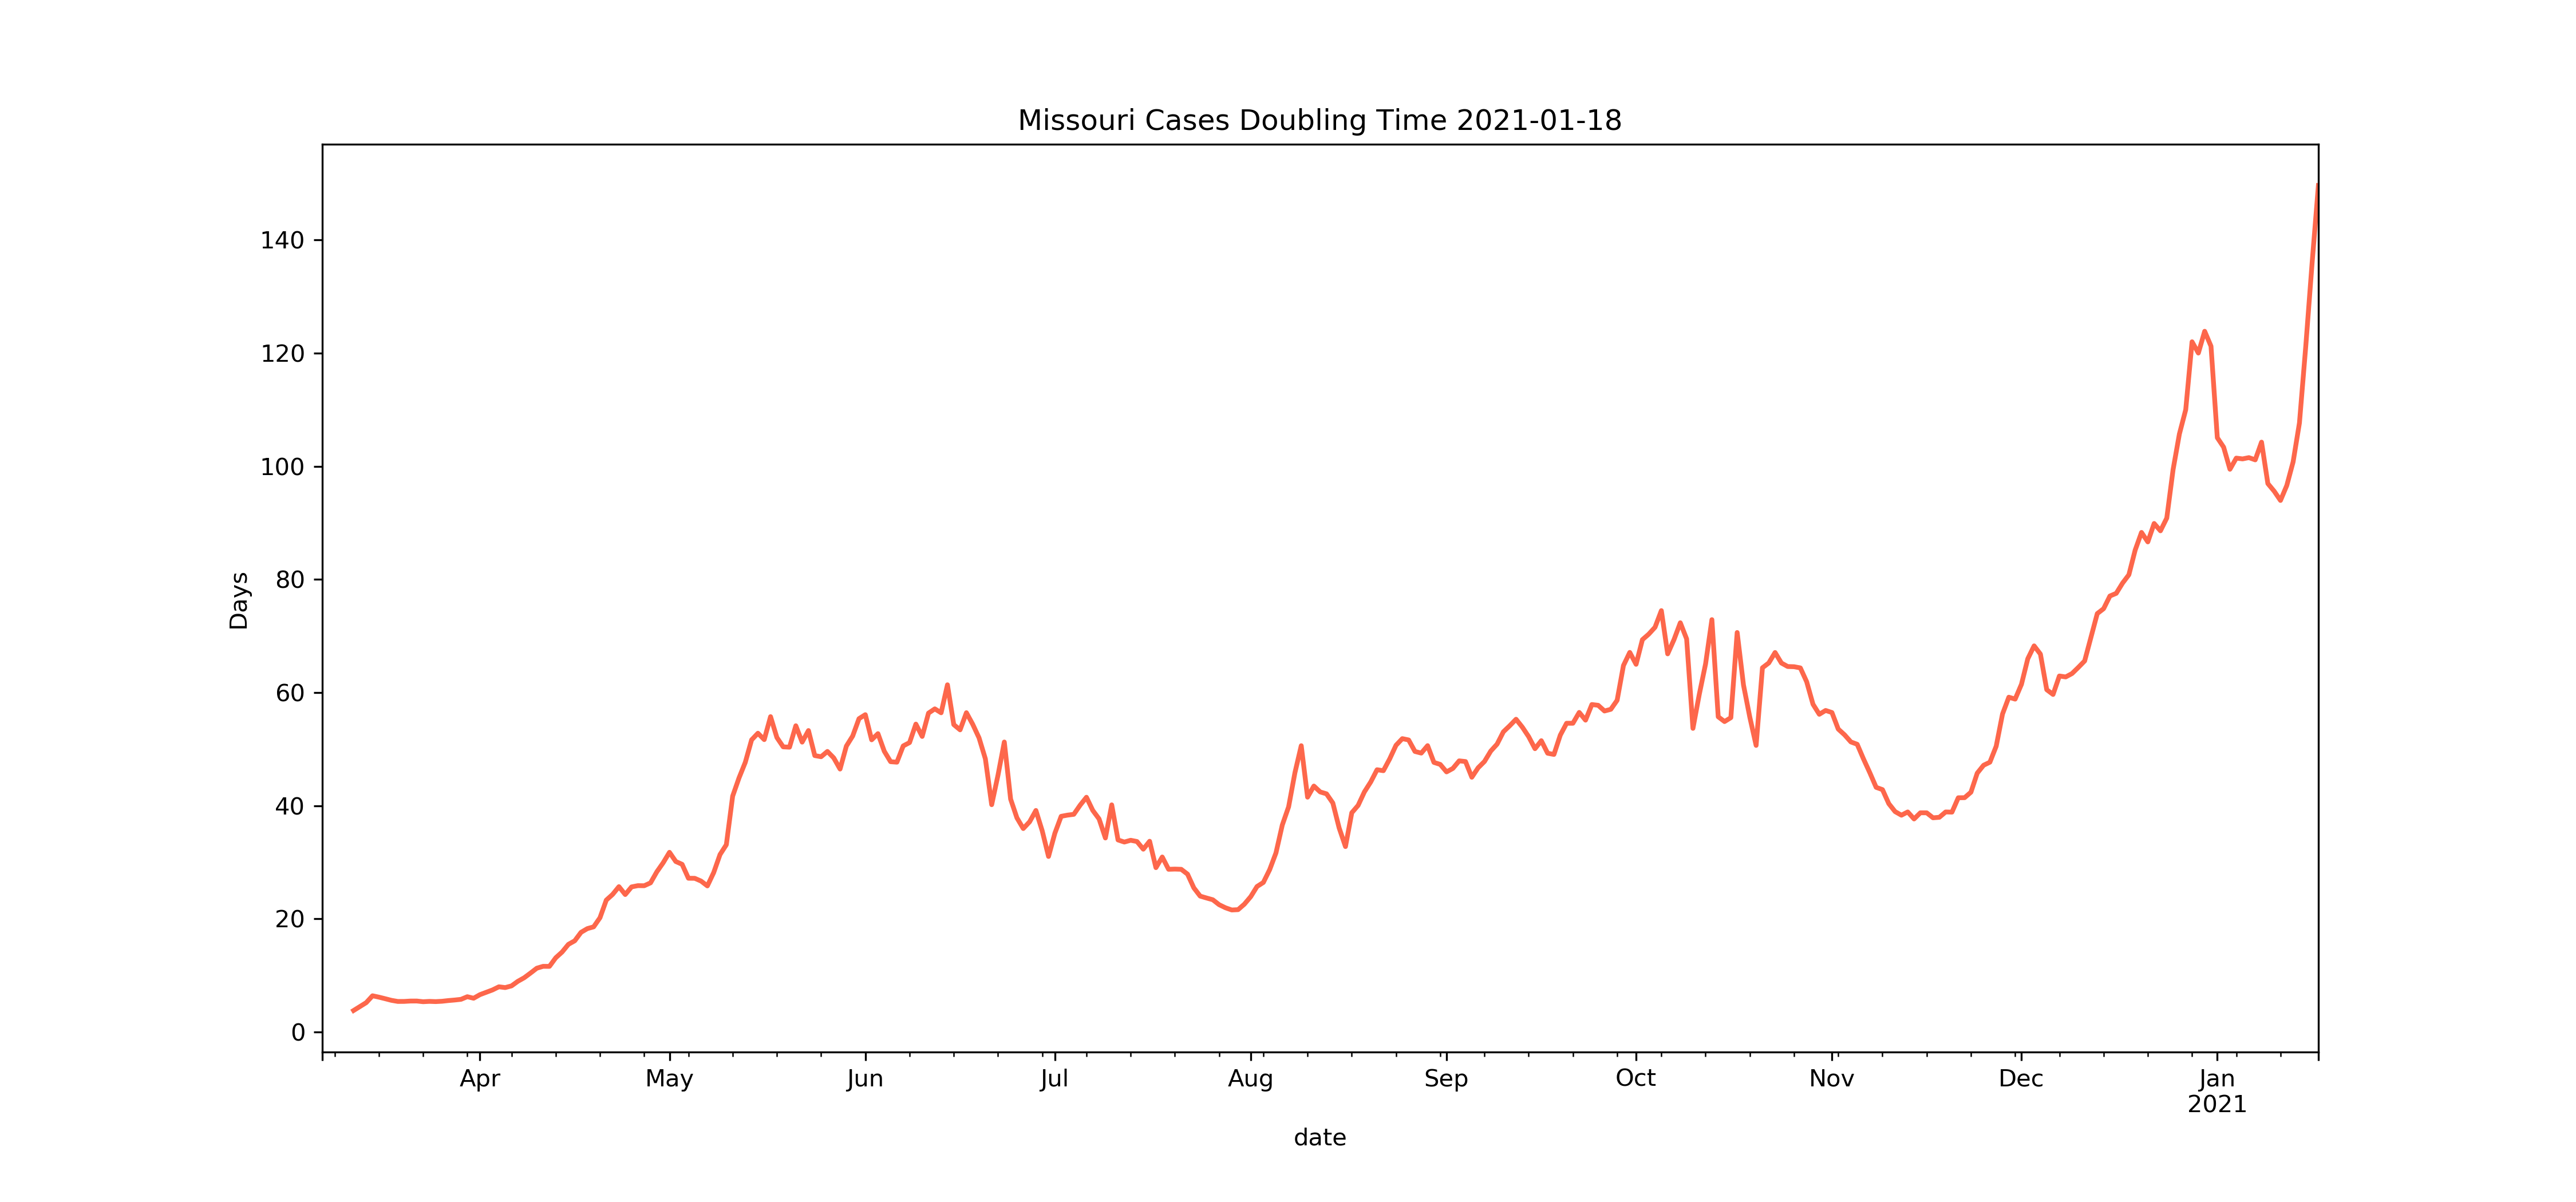 Missouri Cases Doubling Time 2021-01-18
140
120
100
80
60
40
20
0
Days
Apr
May
Jun
Jul
Aug
Sep
Oct
Nov
Dec
Jan
2021
date